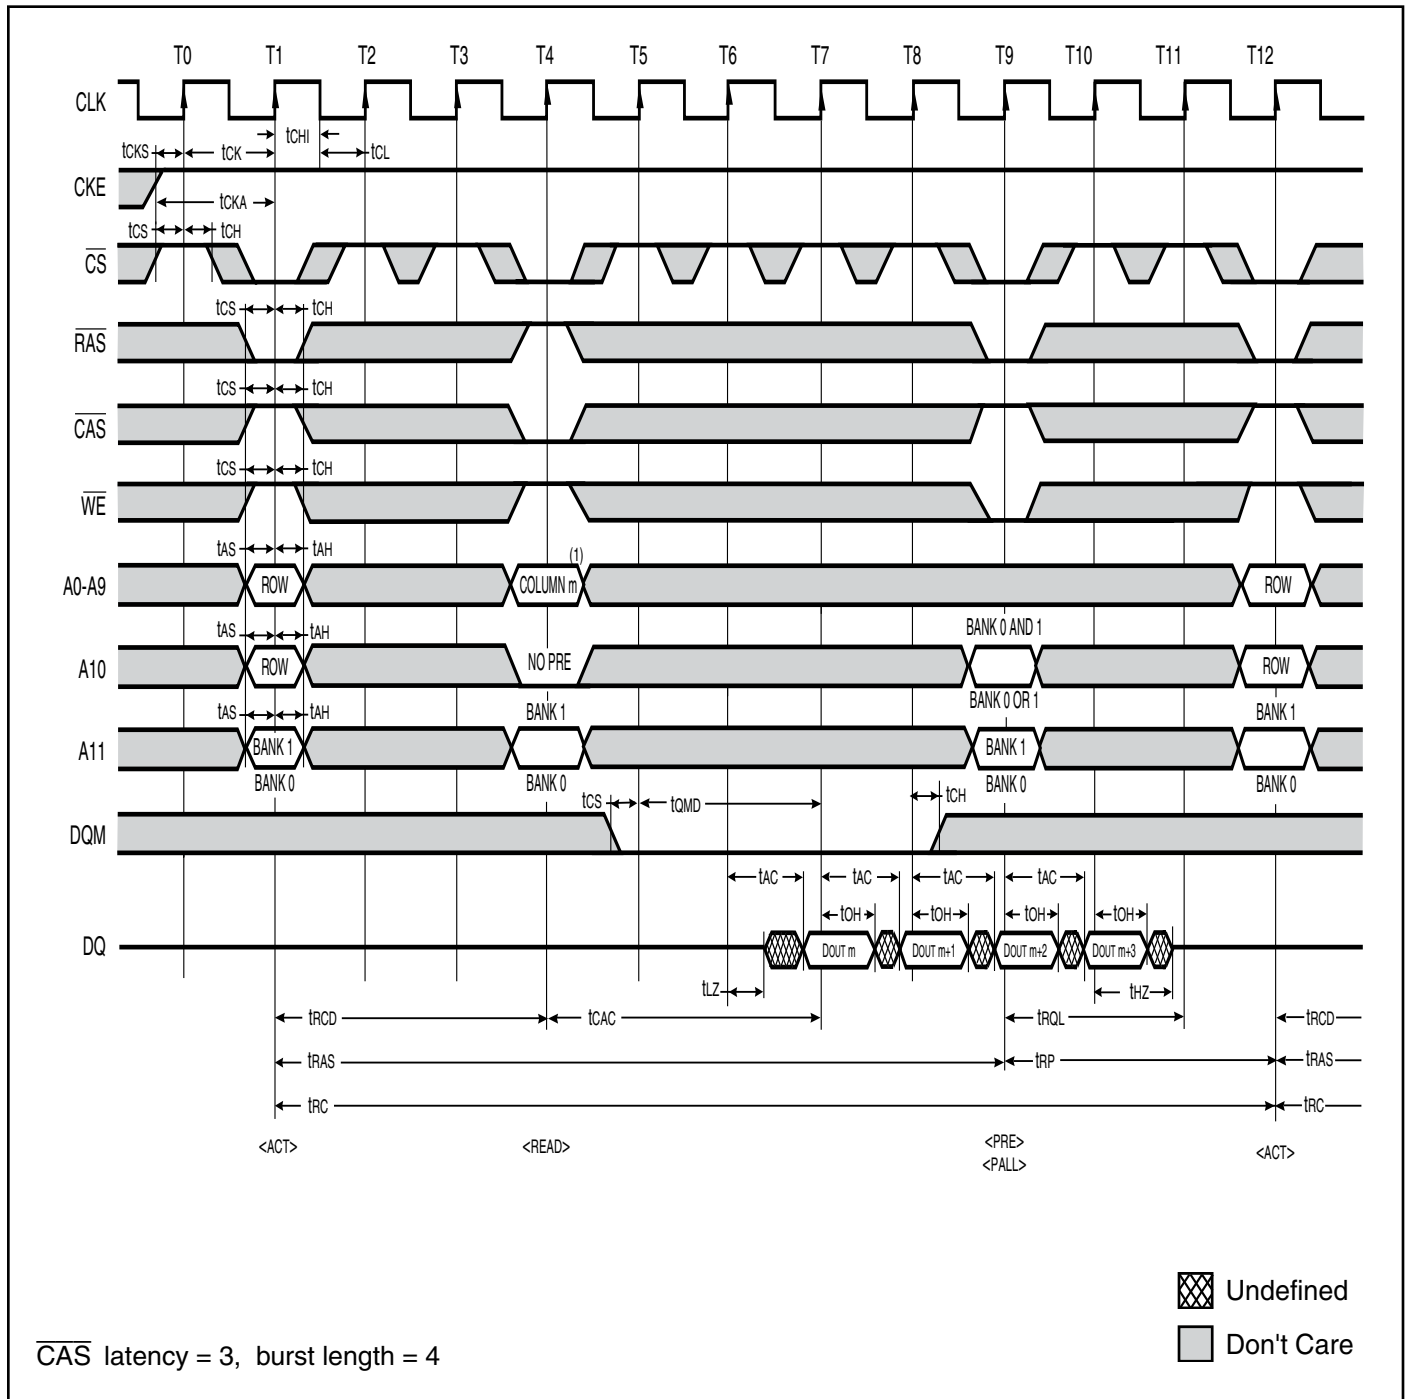 T0 T1 T2 T3 T4 T5 T6 T7 T8 T9 T10 T11 T12
CLK
tCHI
tCKS tCK tCL
CKE
tCKA
tCS tCH
CS
tCS tCH
RAS
tCS tCH
CAS
tCS tCH
WE
tAS tAH (1)
A0-A9 ROW COLUMN m ROW
tAS tAH BANK 0 AND 1
A10 ROW NO PRE ROW
BANK 0 OR 1
tAS tAH BANK 1 BANK 1
A11 BANK 1 BANK 1
BANK 0 BANK 0 BANK 0 BANK 0
tCS tQMD tCH
DQM
tAC tAC tAC tAC
tOH tOH tOH tOH
DQ DOUT m DOUT m+1 DOUT m+2 DOUT m+3
tLZ tHZ
tRCD tCAC tRQL tRCD
tRAS tRP tRAS
tRC tRC
<ACT> <READ> <PRE> <ACT>
<PALL>
Undefined
Don't Care
CAS latency = 3, burst length = 4